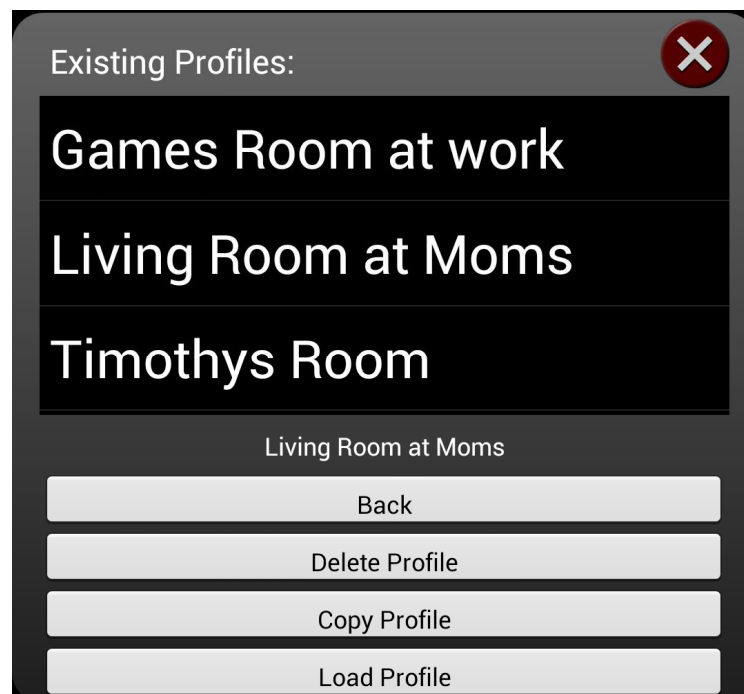 Existing Profiles:
Games Room at work
Living Room at Moms
Timothys Room
Living Room at Moms
Back
Delete Profile
Copy Profile
Load Profile